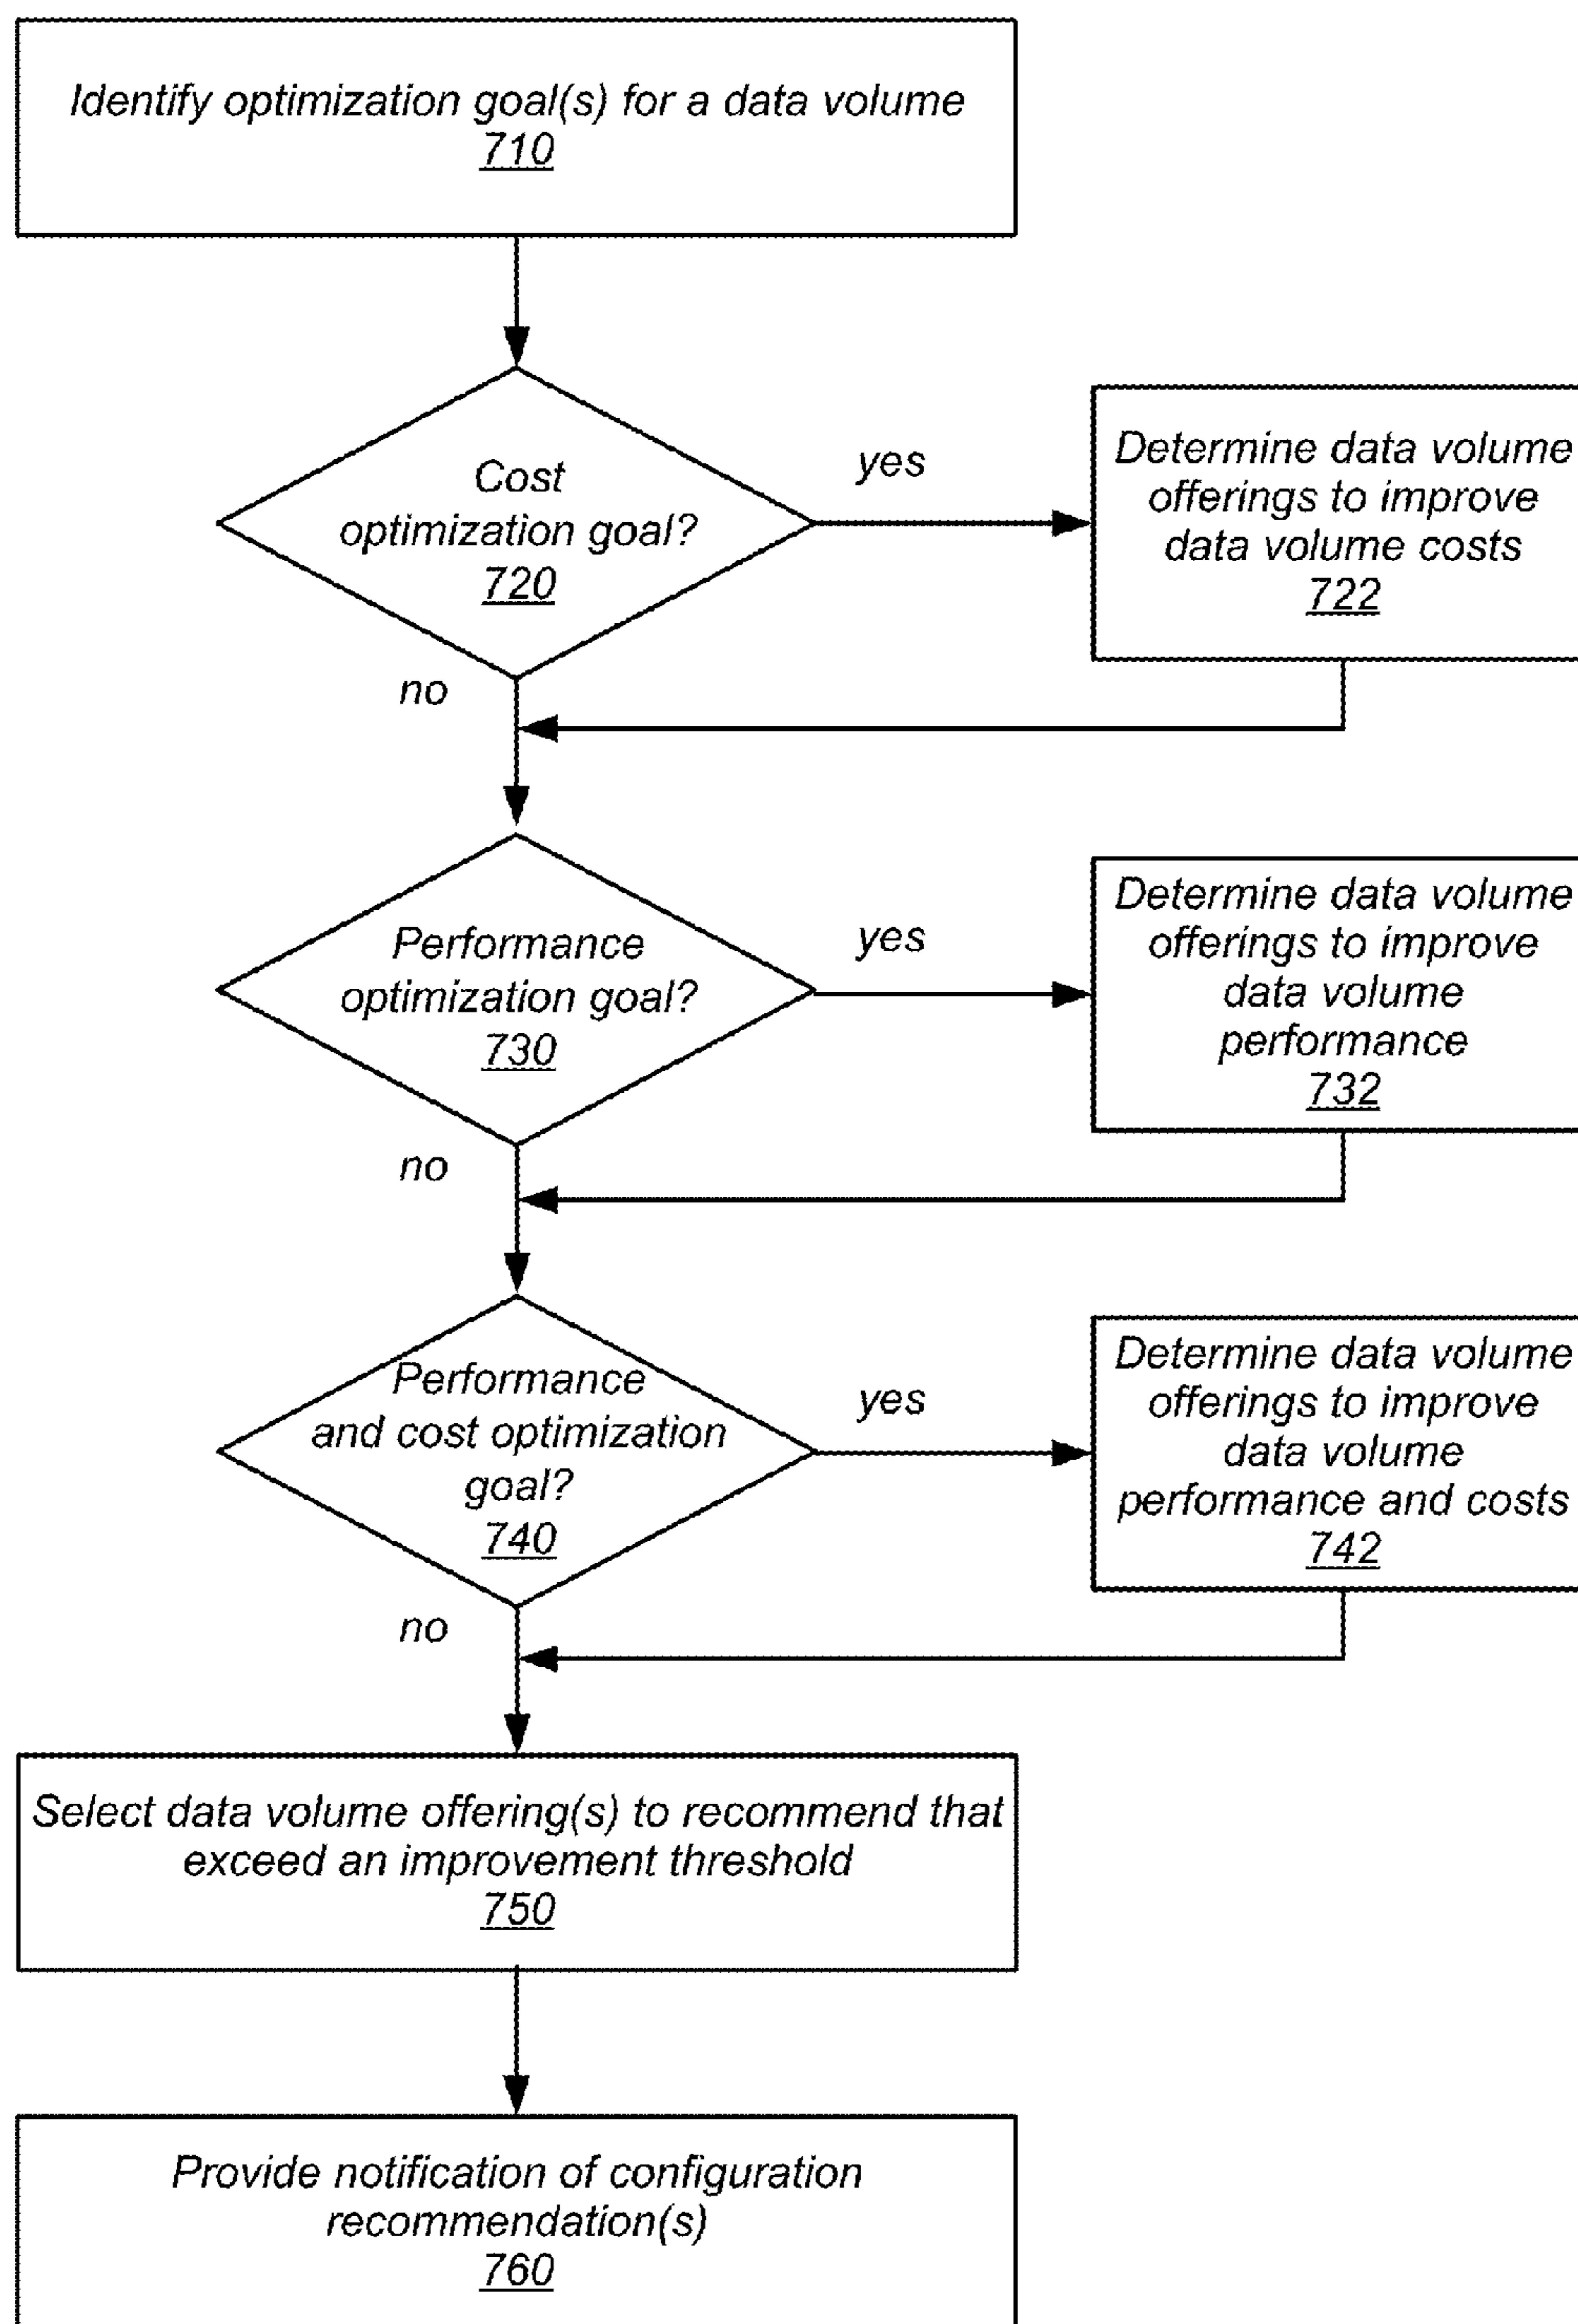 Identify optimization goal(s) for a data volume
710
Cost
optimization goal?
720
yes
Determine data volume
offerings to improve
data volume costs
722
no
Performance
optimization goal?
730
yes
Determine data volume
offerings to improve
data volume
performance
732
no
Performance
and cost optimization
goal?
740
yes
Determine data volume
offerings to improve
data volume
performance and costs
742
no
Select data volume offering(s) to recommend that
exceed an improvement threshold
750
Provide notification of configuration
recommendation(s)
760